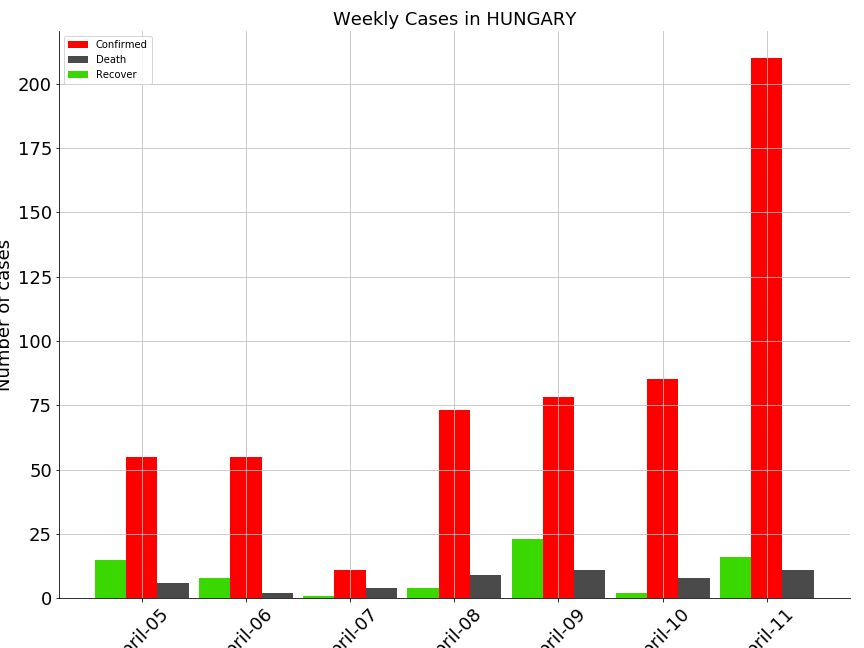 Weekly Cases in HUNGARY
Confirmed
Death
Recover
Number of cases
200
175
150
125
100
75
50
25
0
pril-05
pril-06
pril-07
pril-08
pril-09
pril-10
pril-11